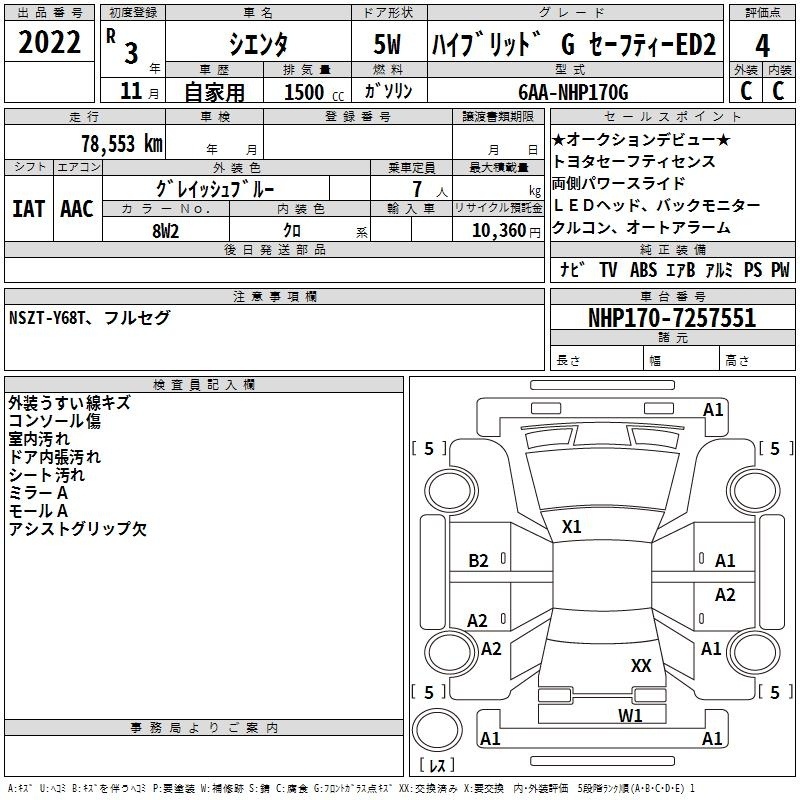 出品番号 初度登録 車名 ドア形状 グレード 評価点
2022 R 3 年 シエンタ 5W ハイブリッド G セーフティーED2 4
車歴 排気量 燃料 型式 外装 内装
11 月 自家用 1500 CC ガソリン 6AA-NHP170G C C
走行 車検 登録番号 譲渡書類期限 セールスポイント
78,553 km 年 月 月 日
★オークションデビュー★
トヨタセーフティセンス
両側パワースライド
LEDヘッド、バックモニター
クルコン、オートアラーム
シフト エアコン 外装色 乗車定員 最大積載量
IAT AAC グレイッシュブルー 7 人 kg
カラーNo. 内装色 輸入車 リサイクル預託金
8W2 クロ 系 10,360 円
後日発送部品
純正装備
ナビ TV ABS エアB アルミ PS PW
注意事項欄
NSZT-Y68T、フルセグ
車台番号
NHP170-7257551
諸元
長さ 幅 高さ
検査員記入欄
外装うすい線キズ
コンソール傷
室内汚れ
ドア内張汚れ
シート汚れ
ミラーA
モールA
アシストグリップ欠
事務局よりご案内
A1
[ 5 ] [ 5 ]
X1
B2 A1
A2
A2
A2 A1
XX
[ 5 ] [ 5 ]
W1
A1 A1
[ レス ]
A:キズ U:ヘコミ B:キズを伴うヘコミ P:要塗装 W:補修跡 S:錆 C:腐食 G:フロントガラス点キズ XX:交換済み X:要交換 内・外装評価 5段階ランク順(A・B・C・D・E) 1